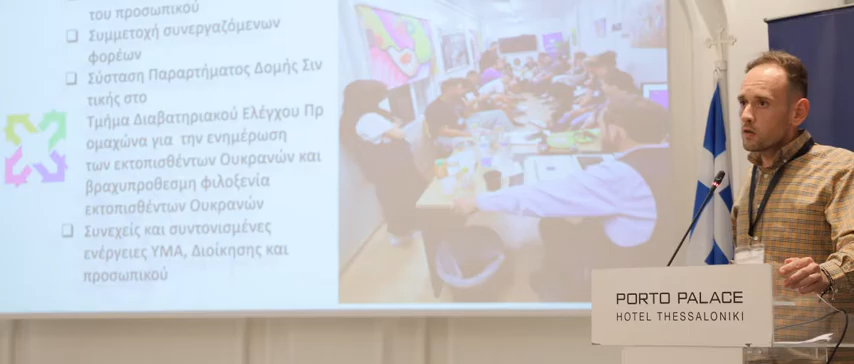 του προσωπικού
❑ Συμμετοχή συνεργαζόμενων
φορέων
❑ Σύσταση Παραρτήματος Δομής Σιν
τικής στο
Τμήμα Διαβατηριακού Ελέγχου Πρ
ομαχώνα για την ενημέρωση
των εκτοπισθέντων Ουκρανών και
βραχυπροθεσμη φιλοξενία
εκτοπισθέντων Ουκρανών
❑ Συνεχείς και συντονισμένες
ενέργειες ΥΜΑ, Διοίκησης και
προσωπικού
PORTO PALACE
HOTEL THESSALONIKI